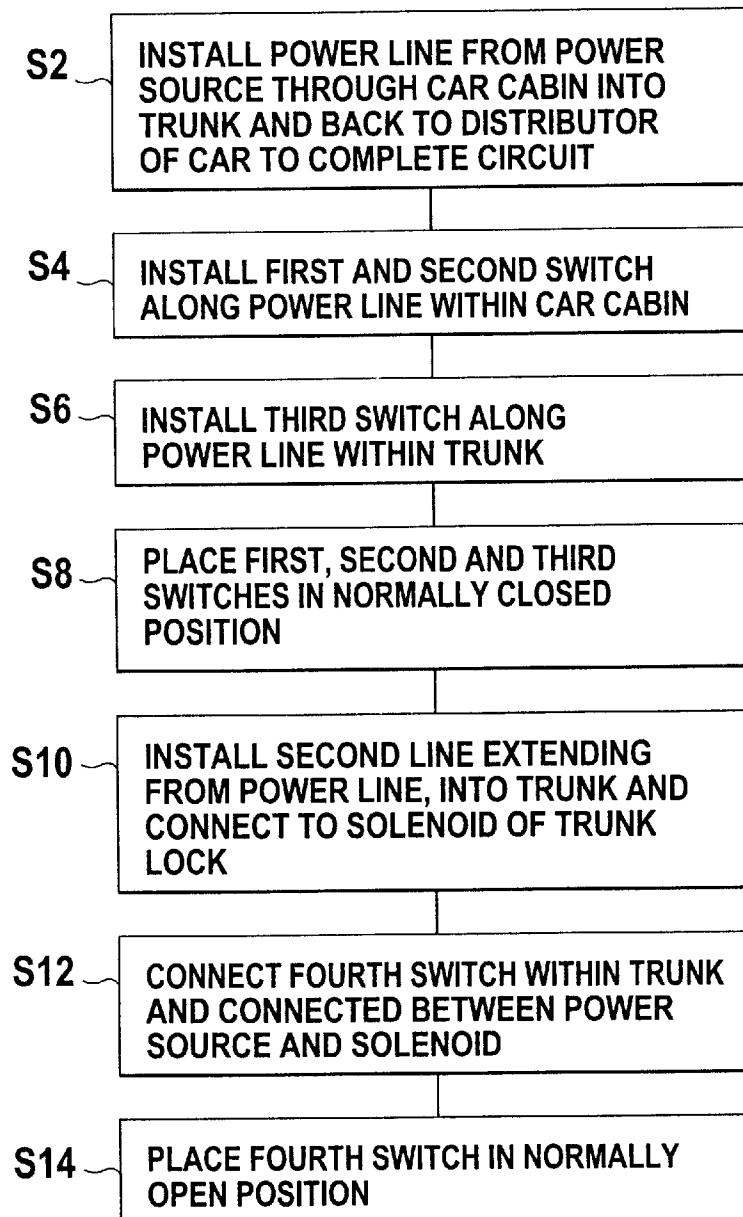 S2
INSTALL POWER LINE FROM POWER
SOURCE THROUGH CAR CABIN INTO
TRUNK AND BACK TO DISTRIBUTOR
OF CAR TO COMPLETE CIRCUIT
S4
INSTALL FIRST AND SECOND SWITCH
ALONG POWER LINE WITHIN CAR CABIN
S6
INSTALL THIRD SWITCH ALONG
POWER LINE WITHIN TRUNK
S8
PLACE FIRST, SECOND AND THIRD
SWITCHES IN NORMALLY CLOSED
POSITION
S10
INSTALL SECOND LINE EXTENDING
FROM POWER LINE, INTO TRUNK AND
CONNECT TO SOLENOID OF TRUNK
LOCK
S12
CONNECT FOURTH SWITCH WITHIN TRUNK
AND CONNECTED BETWEEN POWER
SOURCE AND SOLENOID
S14
PLACE FOURTH SWITCH IN NORMALLY
OPEN POSITION